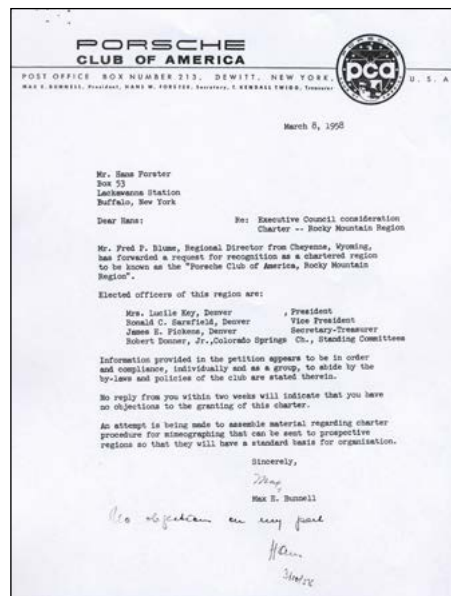 PORSCHE
CLUB OF AMERICA
pca
POST OFFICE BOX NUMBER 213, DEWITT, NEW YORK, U. S. A
MAX E. BUNNELL, President, HANS W. FORSTER, Secretary, T. KENDALL TWIGG, Treasurer
March 8, 1958
Mr. Hans Forster
Box 53
Lackawanna Station
Buffalo, New York
Dear Hans: Re: Executive Council consideration
Charter -- Rocky Mountain Region
Mr. Fred P. Blume, Regional Director from Cheyenne, Wyoming,
has forwarded a request for recognition as a chartered region
to be known as the "Porsche Club of America, Rocky Mountain
Region".
Elected officers of this region are:
Mrs. Lucile Key, Denver , President
Ronald C. Sarsfield, Denver Vice President
James E. Pickens, Denver Secretary-Treasurer
Robert Donner, Jr.,Colorado Springs Ch., Standing Committees
Information provided in the petition appears to be in order
and compliance, individually and as a group, to abide by the
by-laws and policies of the club are stated therein.
No reply from you within two weeks will indicate that you have
no objections to the granting of this charter.
An attempt is being made to assemble material regarding charter
procedure for mimeographing that can be sent to prospective
regions so that they will have a standard basis for organization.
Sincerely,
Max
Max E. Bunnell
No objections on my part
Hans